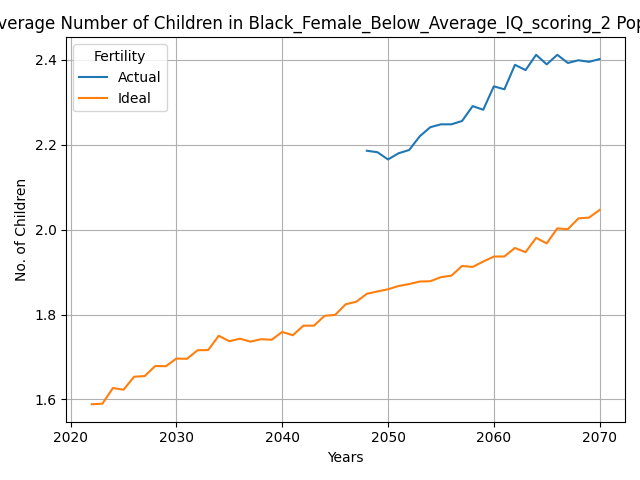 verage Number of Children in Black_Female_Below_Average_IQ_scoring_2 Pop
Fertility
Actual
Ideal
2.4
2.2
2.0
1.8
1.6
No. of Children
2020 2030 2040 2050 2060 2070
Years